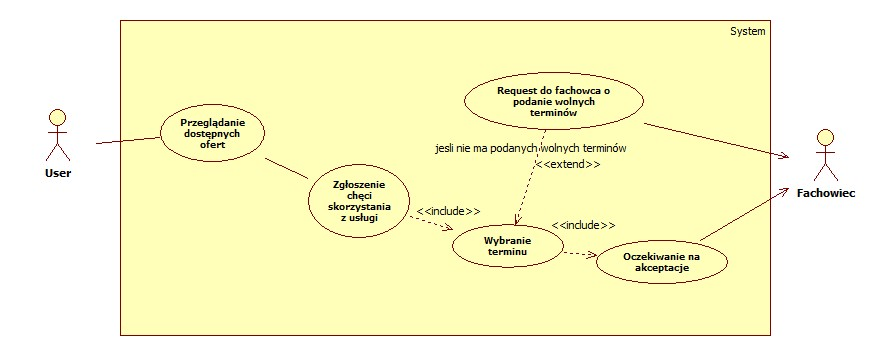 System
Request do fachowca o
podanie wolnych
terminów
Przeglądanie
dostępnych
ofert
User
jesli nie ma podanych wolnych terminów
<<extend>>
Fachowiec
Zgłoszenie
chęci
skorzystania
z usługi
<<include>>
<<include>>
Wybranie
terminu
Oczekiwanie na
akceptacje